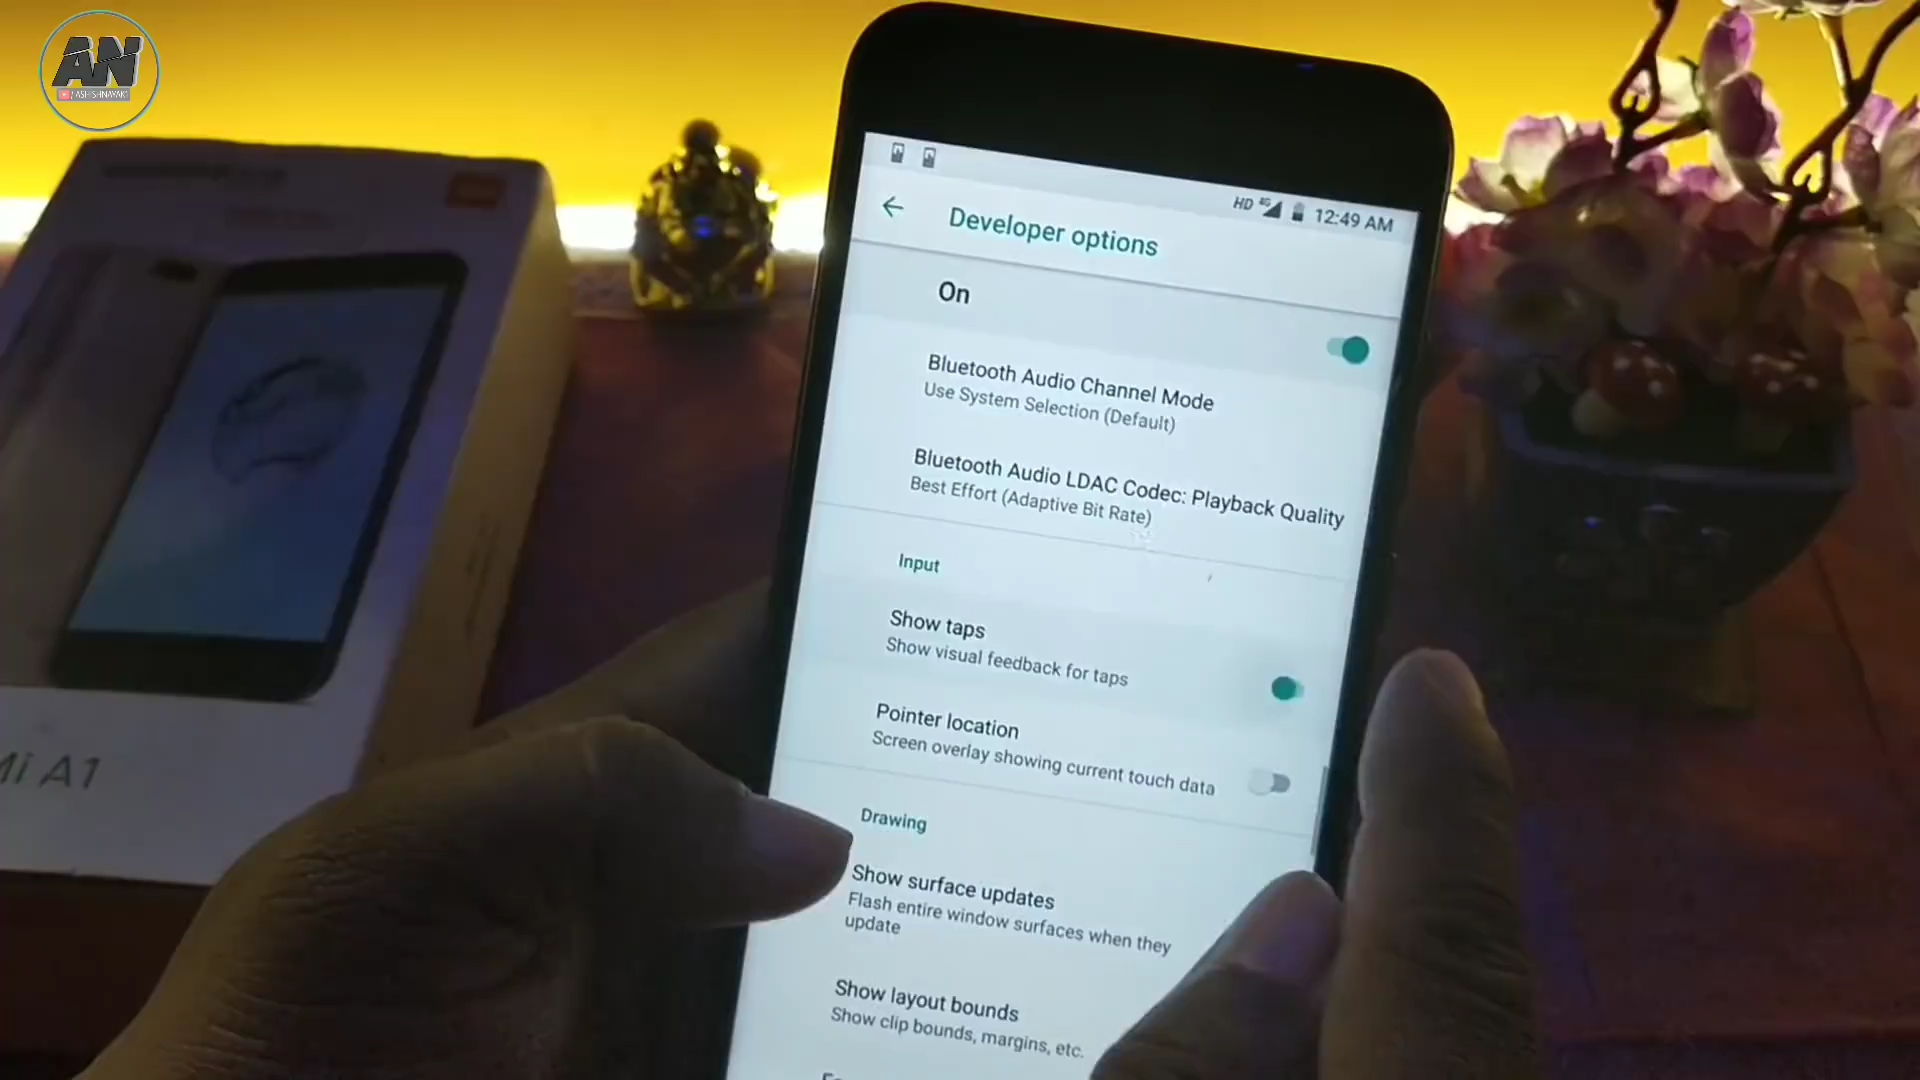 AN
/ ASHISHNAYAK1
HD 4G 12:49 AM
Developer options
On
Bluetooth Audio Channel Mode
Use System Selection (Default)
Bluetooth Audio LDAC Codec: Playback Quality
Best Effort (Adaptive Bit Rate)
Input
Show taps
Show visual feedback for taps
Pointer location
Screen overlay showing current touch data
Drawing
Show surface updates
Flash entire window surfaces when they
update
Show layout bounds
Show clip bounds, margins, etc.
Mi A1